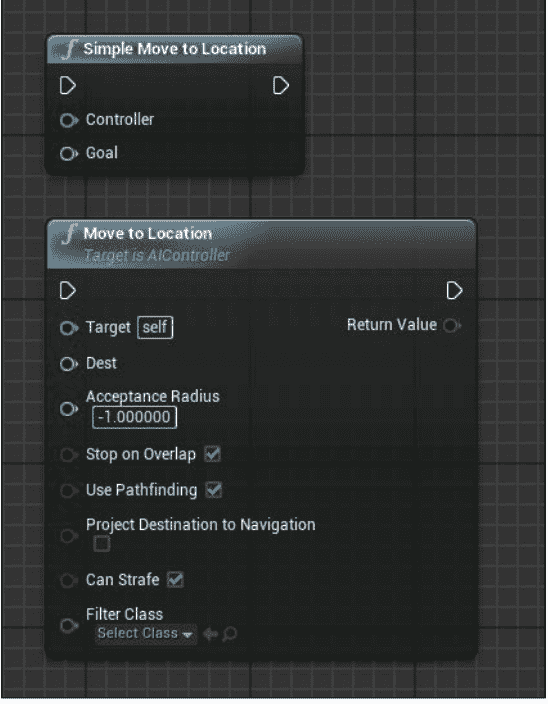 f Simple Move to Location
Controller
Goal
f Move to Location
Target is AIController
Target self
Return Value
Dest
Acceptance Radius
-1.000000
Stop on Overlap
Use Pathfinding
Project Destination to Navigation
Can Strafe
Filter Class
Select Class